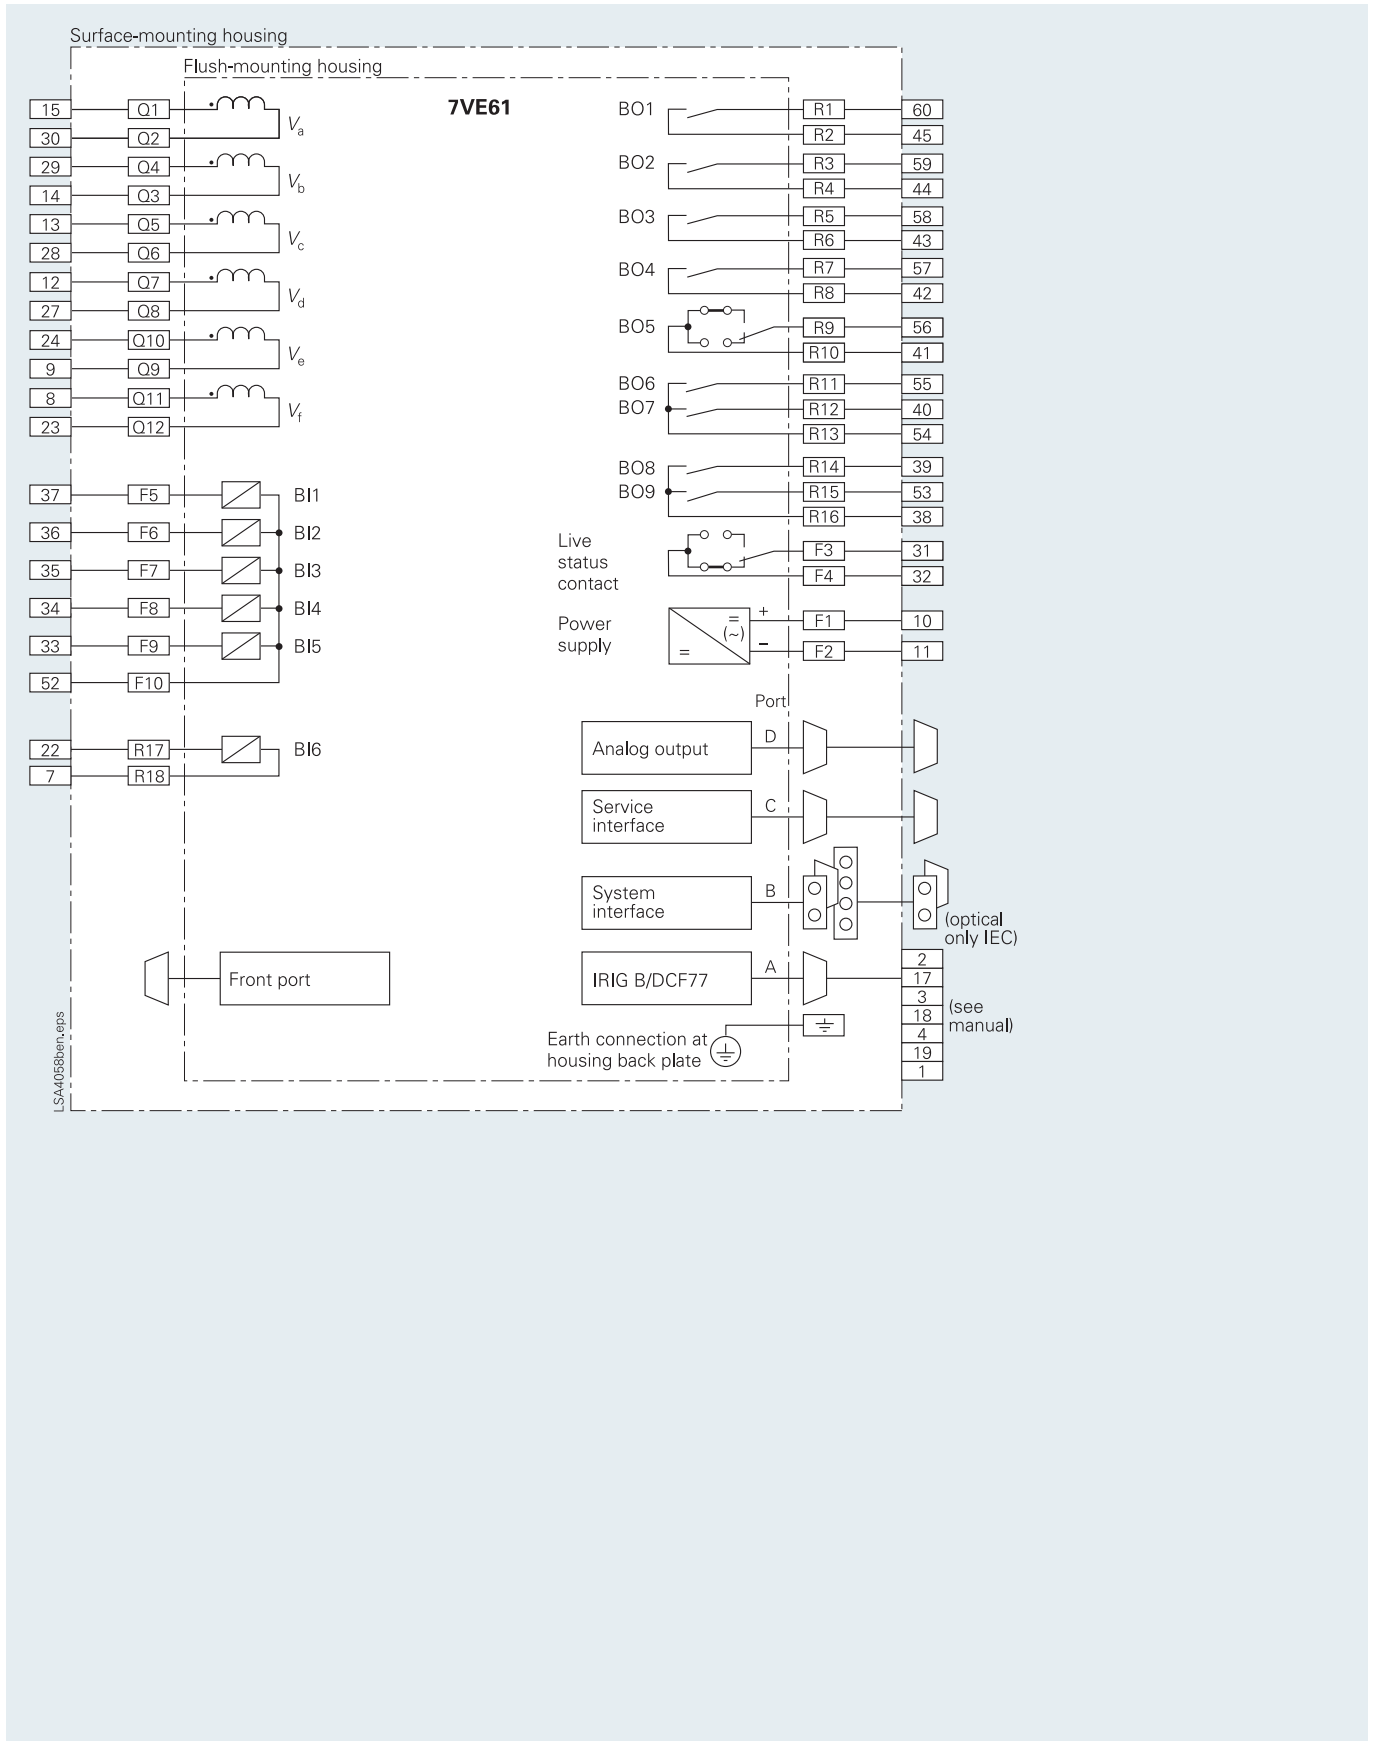 Surface-mounting housing
Flush-mounting housing
7VE61
15 Q1
30 Q2
Va
29 Q4
14 Q3
Vb
13 Q5
28 Q6
Vc
12 Q7
27 Q8
Vd
24 Q10
9 Q9
Ve
8 Q11
23 Q12
Vf
37 F5 BI1
36 F6 BI2
35 F7 BI3
34 F8 BI4
33 F9 BI5
52 F10
22 R17 BI6
7 R18
Front port
BO1 R1 60
R2 45
BO2 R3 59
R4 44
BO3 R5 58
R6 43
BO4 R7 57
R8 42
BO5 R9 56
R10 41
BO6 R11 55
BO7 R12 40
R13 54
BO8 R14 39
BO9 R15 53
R16 38
Live
status
contact
F3 31
F4 32
Power
supply
= (~) =
+ F1 10
– F2 11
Port
Analog output D
Service
interface
C
System
interface
B
(optical
only IEC)
IRIG B/DCF77 A
2
17
3
18
4
19
1
(see
manual)
Earth connection at
housing back plate
LSA4058ben.eps